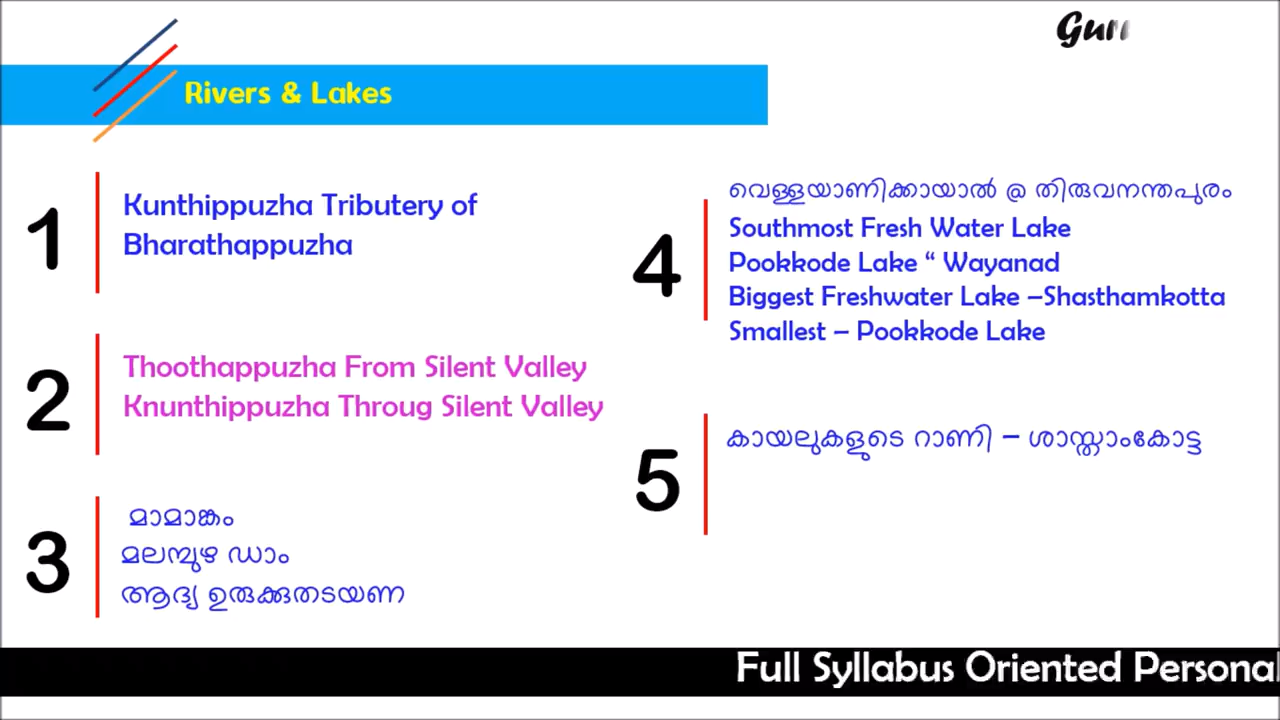 Rivers & Lakes
1
Kunthippuzha Tributery of
Bharathappuzha
2
Thoothappuzha From Silent Valley
Knunthippuzha Throug Silent Valley
3
മാമാങ്കം
മലമ്പുഴ ഡാം
ആദ്യ ഉരുക്കുതടയണ
4
വെള്ളയാണിക്കായാൽ @ തിരുവനന്തപുരം
Southmost Fresh Water Lake
Pookkode Lake “ Wayanad
Biggest Freshwater Lake –Shasthamkotta
Smallest – Pookkode Lake
5
കായലുകളുടെ റാണി – ശാസ്താംകോട്ട
Full Syllabus Oriented Personal